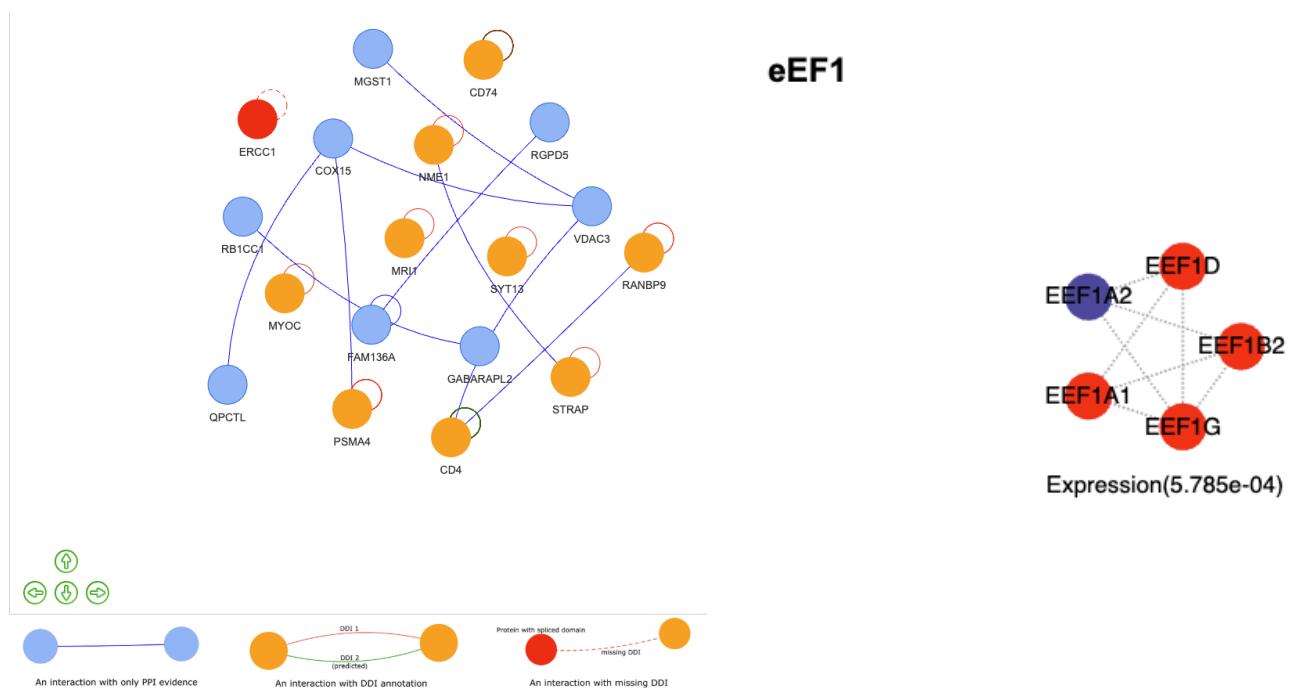 MGST1
CD74
eEF1
ERCC1
RGPD5
COX15
NME1
RB1CC1
VDAC3
MRI1
SYT13
RANBP9
MYOC
FAM136A
GABARAPL2
QPCTL
STRAP
PSMA4
CD4
EEF1D
EEF1A2
EEF1B2
EEF1A1
EEF1G
Expression(5.785e-04)
DDI 1
DDI 2
(predicted)
Protein with spliced domain
missing DDI
An interaction with only PPI evidence
An interaction with DDI annotation
An interaction with missing DDI